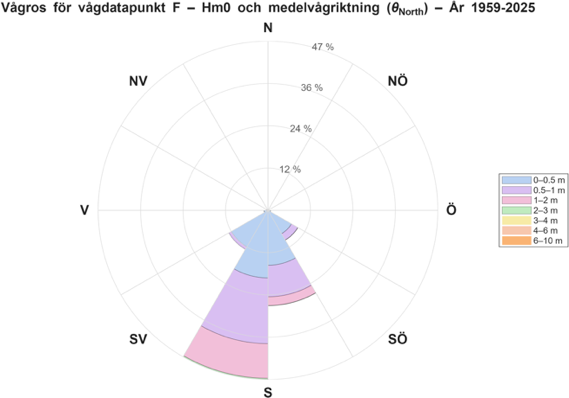 Vågros för vågdatapunkt F – Hm0 och medelvågriktning (θNorth) – År 1959-2025
N
47 %
NV
NÖ
36 %
24 %
12 %
0–0.5 m
0.5–1 m
1–2 m
2–3 m
3–4 m
4–6 m
6–10 m
V
Ö
SV
SÖ
S